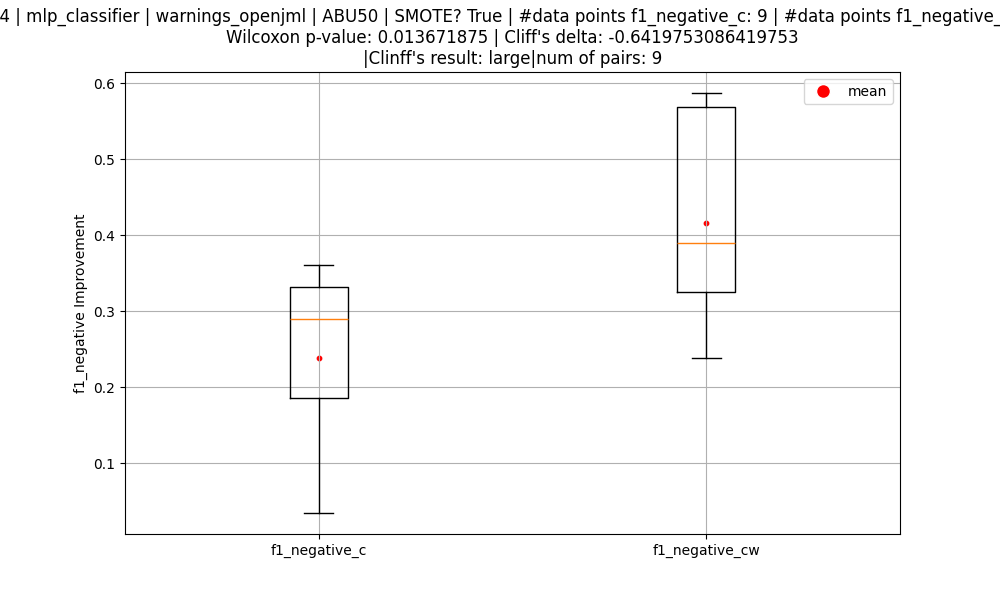 4 | mlp_classifier | warnings_openjml | ABU50 | SMOTE? True | #data points f1_negative_c: 9 | #data points f1_negative_
Wilcoxon p-value: 0.013671875 | Cliff's delta: -0.6419753086419753
|Clinff's result: large|num of pairs: 9
mean
0.6
0.5
0.4
0.3
0.2
0.1
f1_negative Improvement
f1_negative_c
f1_negative_cw